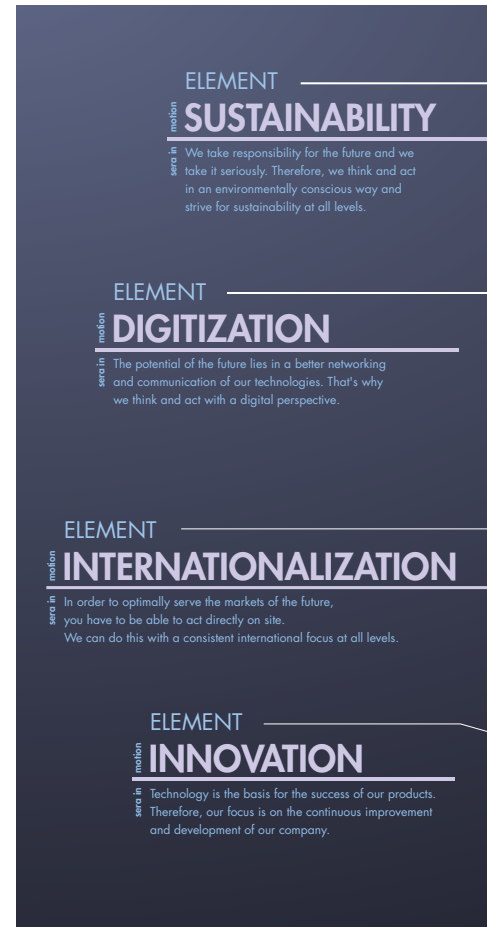 ELEMENT
motion
SUSTAINABILITY
sera in
We take responsibility for the future and we
take it seriously. Therefore, we think and act
in an environmentally conscious way and
strive for sustainability at all levels.
ELEMENT
motion
DIGITIZATION
sera in
The potential of the future lies in a better networking
and communication of our technologies. That's why
we think and act with a digital perspective.
ELEMENT
motion
INTERNATIONALIZATION
sera in
In order to optimally serve the markets of the future,
you have to be able to act directly on site.
We can do this with a consistent international focus at all levels.
ELEMENT
motion
INNOVATION
sera in
Technology is the basis for the success of our products.
Therefore, our focus is on the continuous improvement
and development of our company.